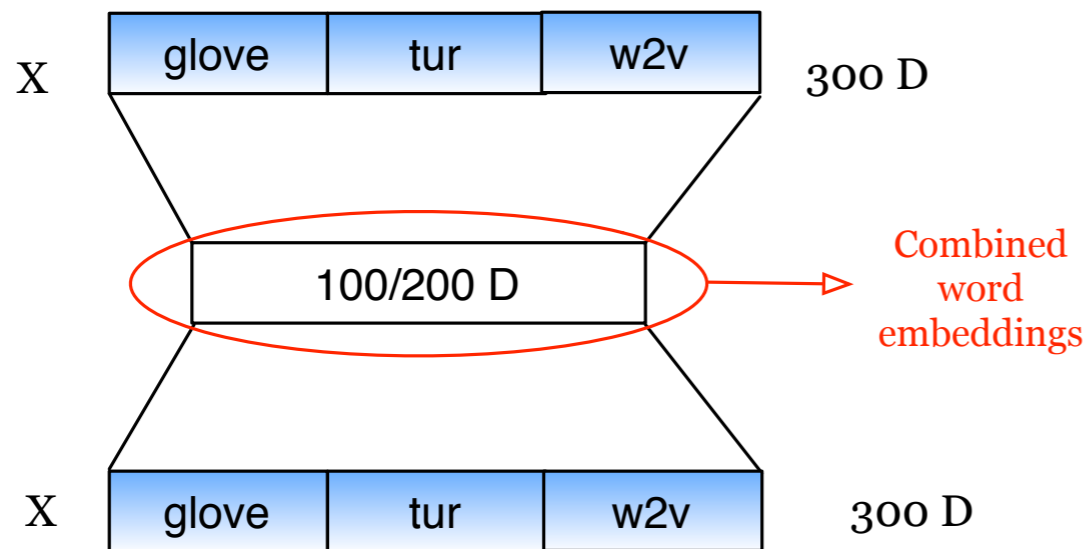 X glove tur w2v 300 D
100/200 D
Combined
word
embeddings
X glove tur w2v 300 D